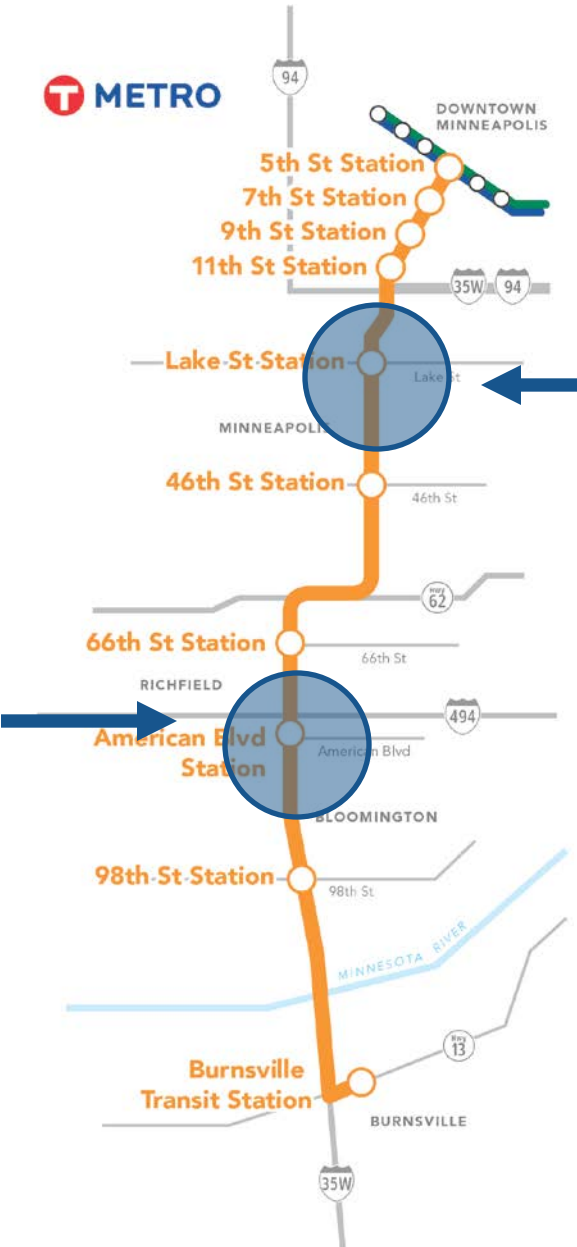 94
T METRO
DOWNTOWN
MINNEAPOLIS
5th St Station
7th St Station
9th St Station
11th St Station
35W 94
Lake St Station
Lake St
MINNEAPOLIS
46th St Station
46th St
HWY
62
66th St Station
66th St
RICHFIELD
494
American Blvd
Station
American Blvd
BLOOMINGTON
98th St Station
98th St
MINNESOTA RIVER
Hwy
13
Burnsville
Transit Station
BURNSVILLE
35W